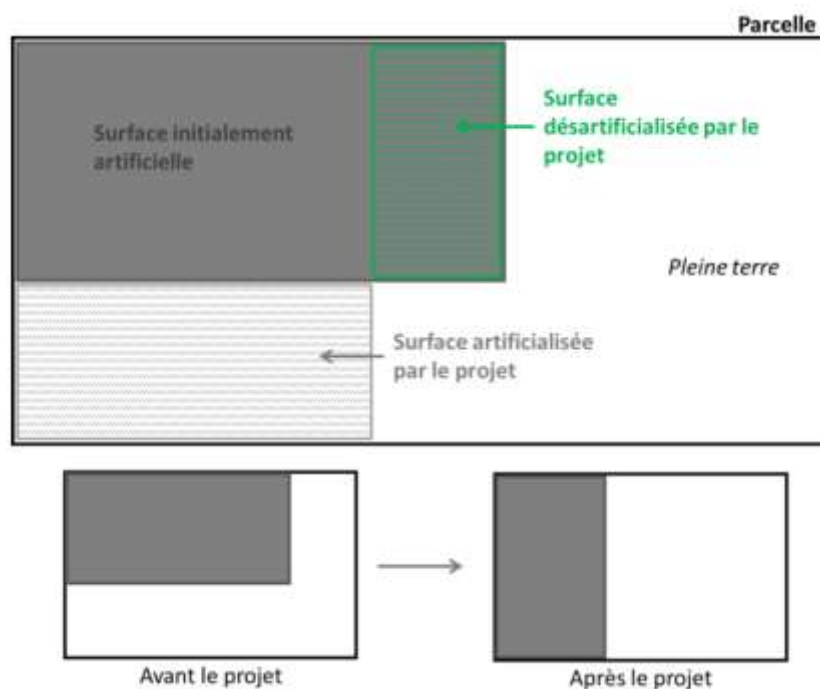 Parcelle
Surface initialement
artificielle
Surface
désartificialisée par le
projet
Pleine terre
Surface artificialisée
par le projet
Avant le projet
Après le projet